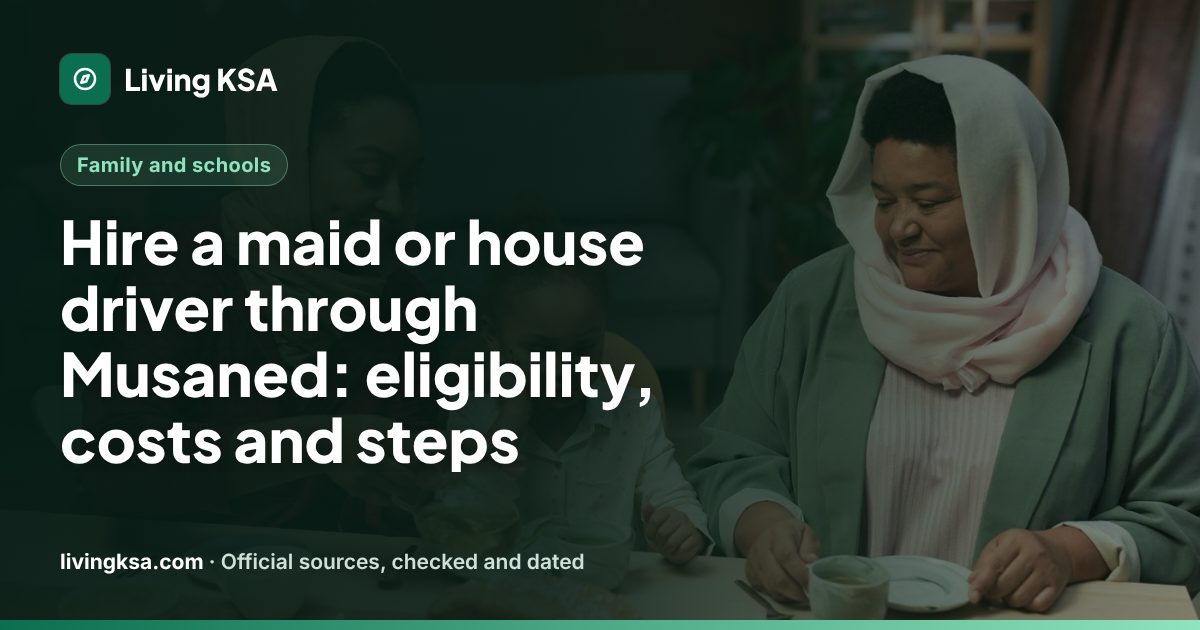 Living KSA
Family and schools
Hire a maid or house
driver through
Musaned: eligibility,
costs and steps
livingksa.com · Official sources, checked and dated